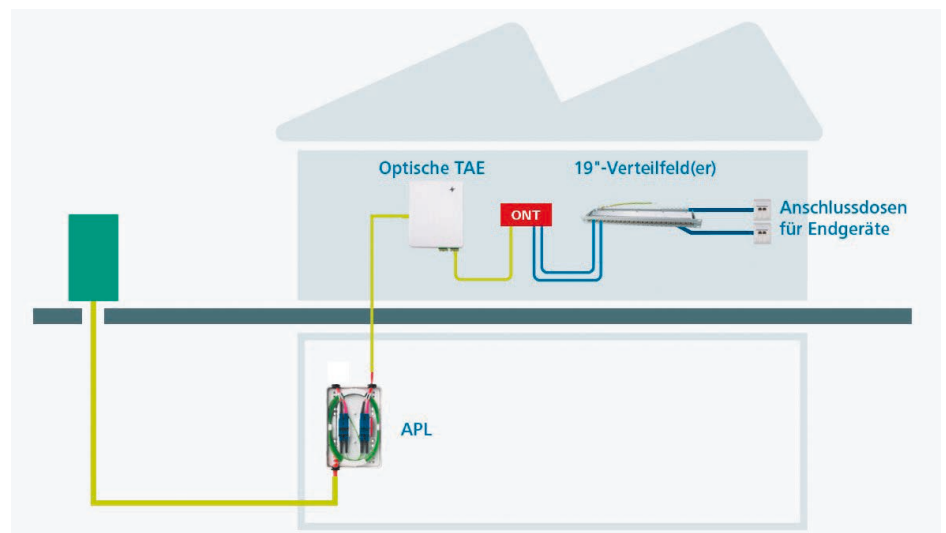 Optische TAE
19"-Verteilfeld(er)
ONT
Anschlussdosen
für Endgeräte
APL